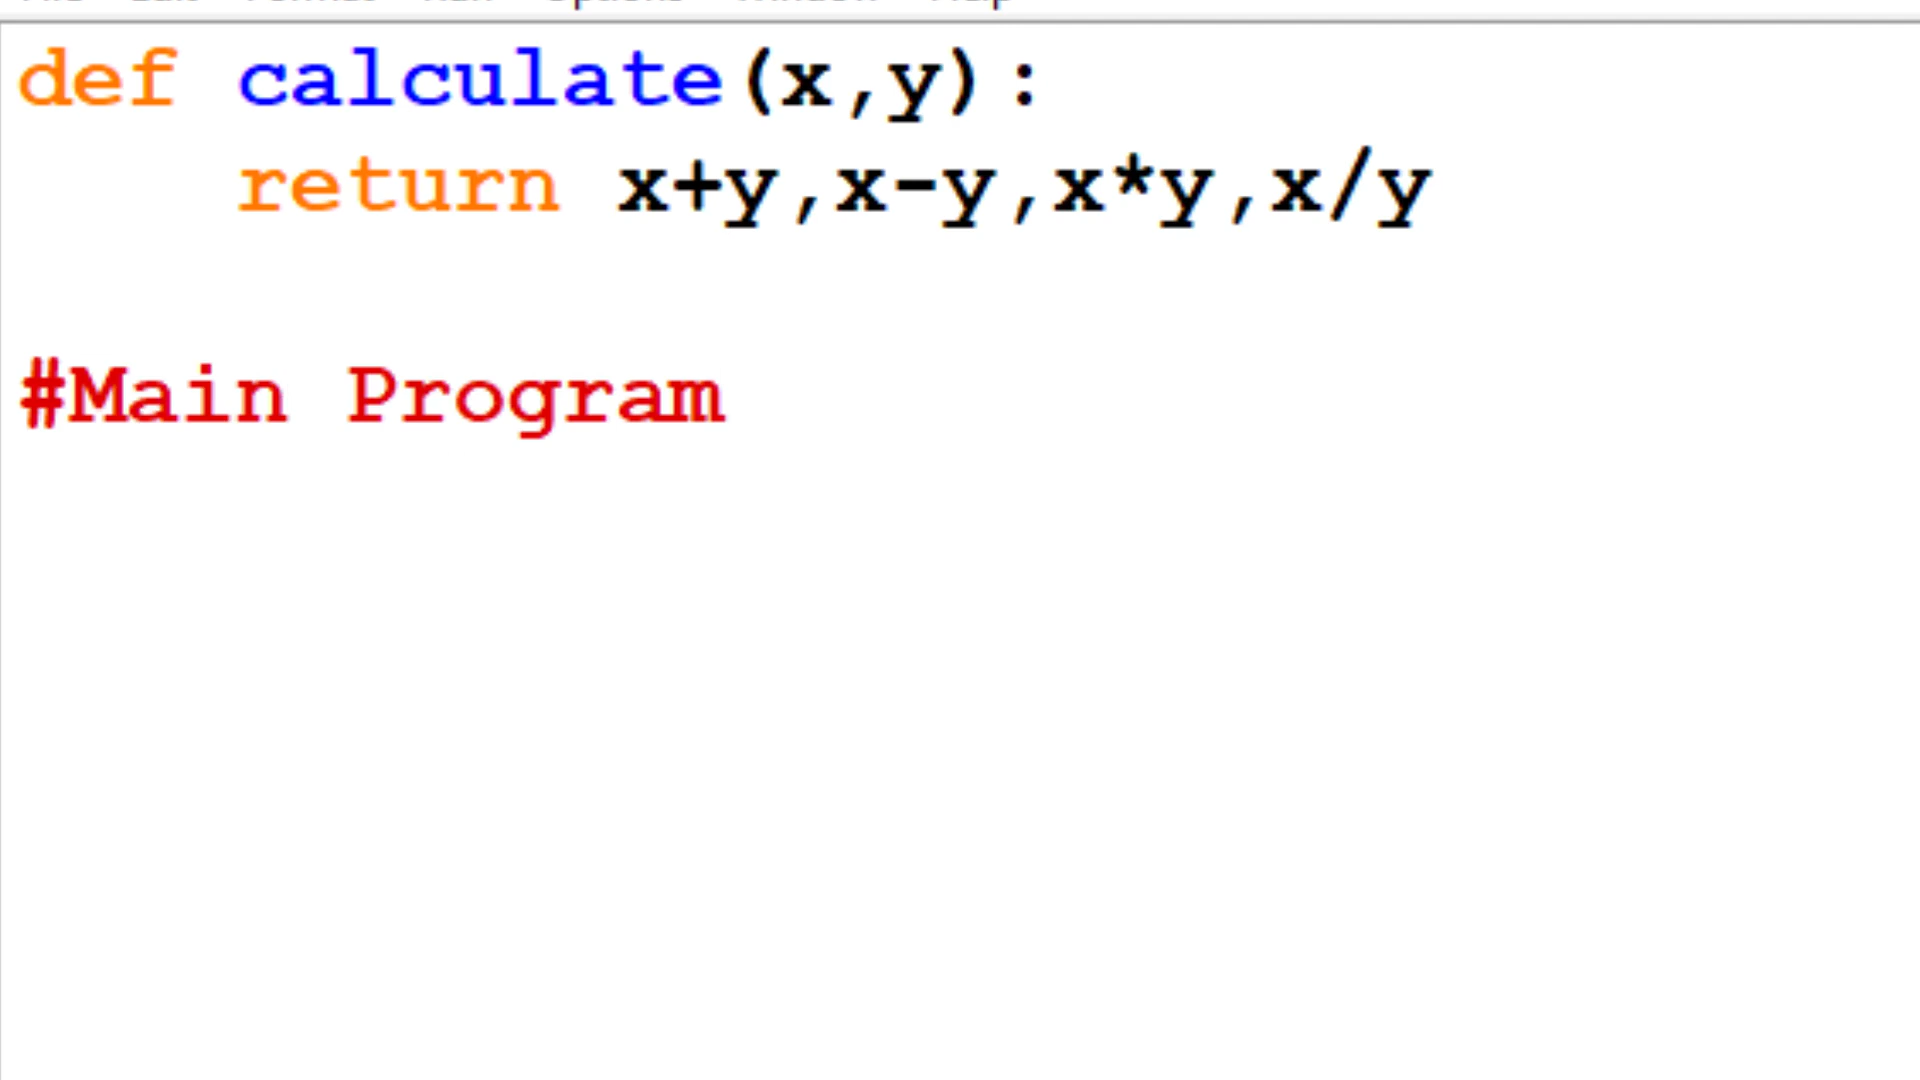 def calculate(x,y):
    return x+y,x-y,x*y,x/y
#Main Program